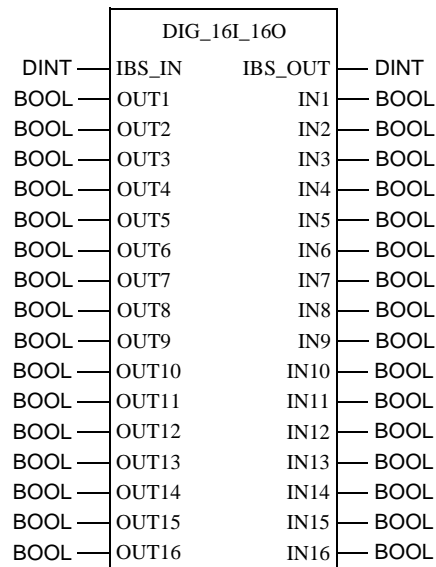 DIG_16I_16O
DINT IBS_IN IBS_OUT DINT
BOOL OUT1 IN1 BOOL
BOOL OUT2 IN2 BOOL
BOOL OUT3 IN3 BOOL
BOOL OUT4 IN4 BOOL
BOOL OUT5 IN5 BOOL
BOOL OUT6 IN6 BOOL
BOOL OUT7 IN7 BOOL
BOOL OUT8 IN8 BOOL
BOOL OUT9 IN9 BOOL
BOOL OUT10 IN10 BOOL
BOOL OUT11 IN11 BOOL
BOOL OUT12 IN12 BOOL
BOOL OUT13 IN13 BOOL
BOOL OUT14 IN14 BOOL
BOOL OUT15 IN15 BOOL
BOOL OUT16 IN16 BOOL